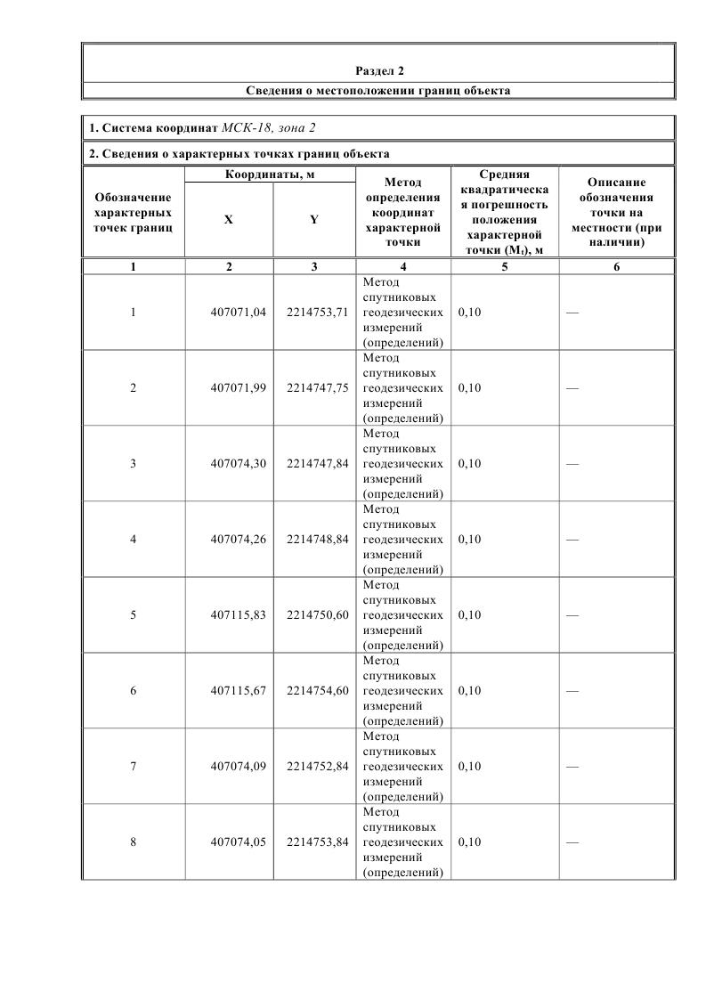 Раздел 2
Сведения о местоположении границ объекта
1. Система координат МСК-18, зона 2
2. Сведения о характерных точках границ объекта
Обозначение
характерных
точек границ
Координаты, м
X
Y
Метод
определения
координат
характерной
точки
Средняя
квадратическа
я погрешность
положения
характерной
точки (Mt), м
Описание
обозначения
точки на
местности (при
наличии)
1 2 3 4 5 6
1 407071,04 2214753,71 Метод
спутниковых
геодезических
измерений
(определений) 0,10 —
2 407071,99 2214747,75 Метод
спутниковых
геодезических
измерений
(определений) 0,10 —
3 407074,30 2214747,84 Метод
спутниковых
геодезических
измерений
(определений) 0,10 —
4 407074,26 2214748,84 Метод
спутниковых
геодезических
измерений
(определений) 0,10 —
5 407115,83 2214750,60 Метод
спутниковых
геодезических
измерений
(определений) 0,10 —
6 407115,67 2214754,60 Метод
спутниковых
геодезических
измерений
(определений) 0,10 —
7 407074,09 2214752,84 Метод
спутниковых
геодезических
измерений
(определений) 0,10 —
8 407074,05 2214753,84 Метод
спутниковых
геодезических
измерений
(определений) 0,10 —